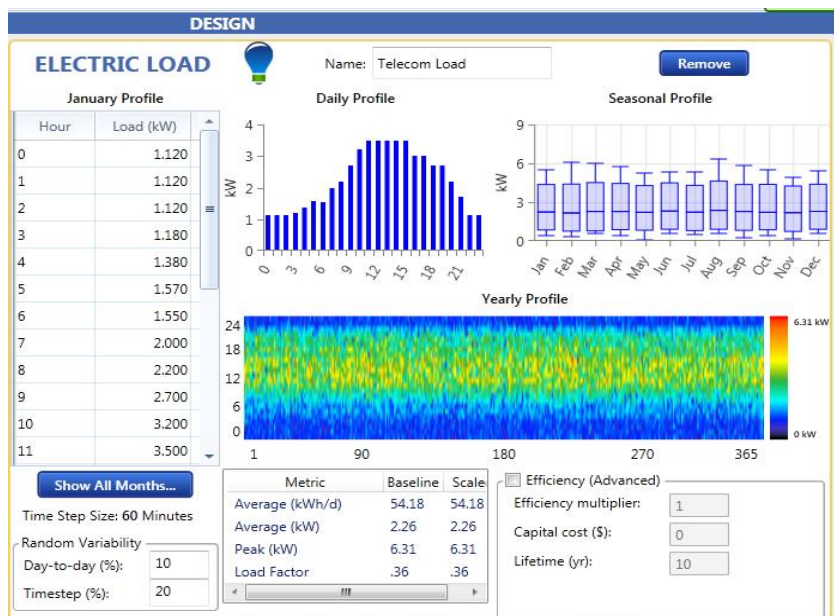 DESIGN
ELECTRIC LOAD
Name: Telecom Load
Remove
January Profile
Hour Load (kW)
0 1.120
1 1.120
2 1.120
3 1.180
4 1.380
5 1.570
6 1.550
7 2.000
8 2.200
9 2.700
10 3.200
11 3.500
Show All Months...
Time Step Size: 60 Minutes
Random Variability
Day-to-day (%): 10
Timestep (%): 20
Daily Profile
kW
4
3
2
1
0
0 3 6 9 12 15 18 21
Seasonal Profile
kW
9
6
3
0
Jan Feb Mar Apr May Jun Jul Aug Sep Oct Nov Dec
Yearly Profile
24
18
12
6
0
1 90 180 270 365
6.31 kW
0 kW
Metric Baseline Scale
Average (kWh/d) 54.18 54.18
Average (kW) 2.26 2.26
Peak (kW) 6.31 6.31
Load Factor .36 .36
Efficiency (Advanced)
Efficiency multiplier: 1
Capital cost ($): 0
Lifetime (yr): 10